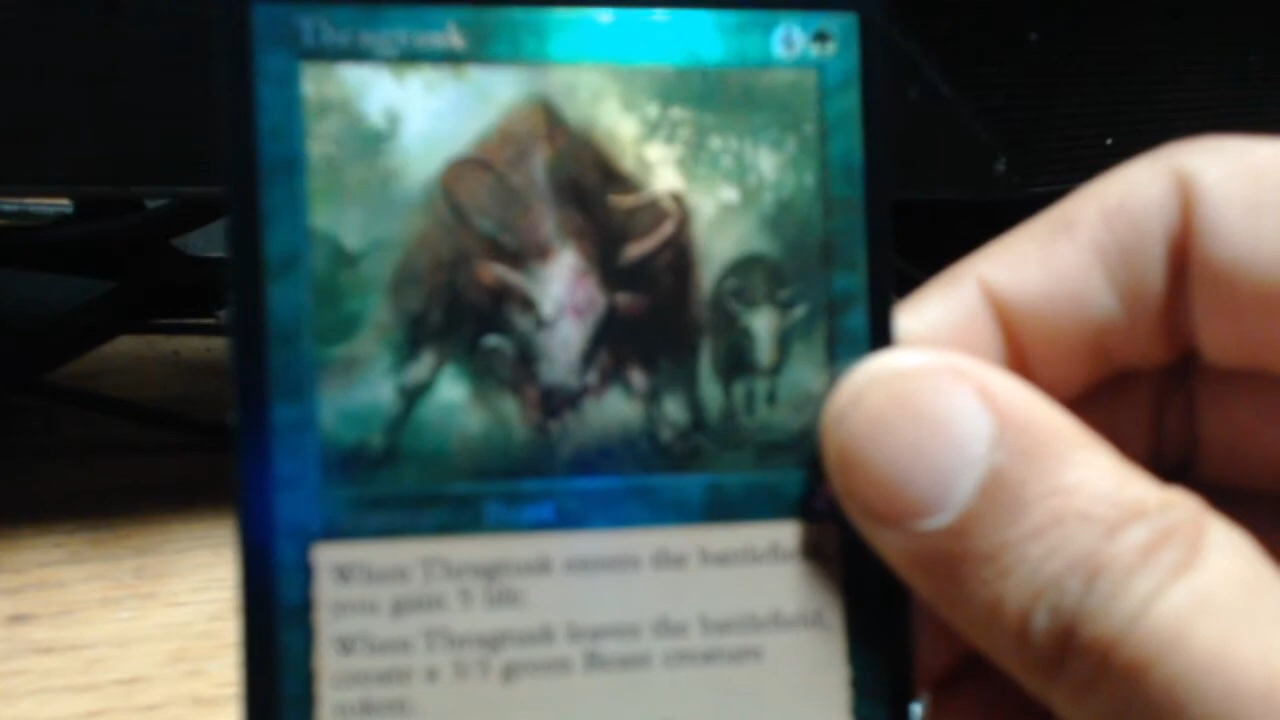 Thragtusk
4
When Thragtusk enters the battlefield,
you gain 5 life.
When Thragtusk leaves the battlefield,
create a 3/3 green Beast creature
token.